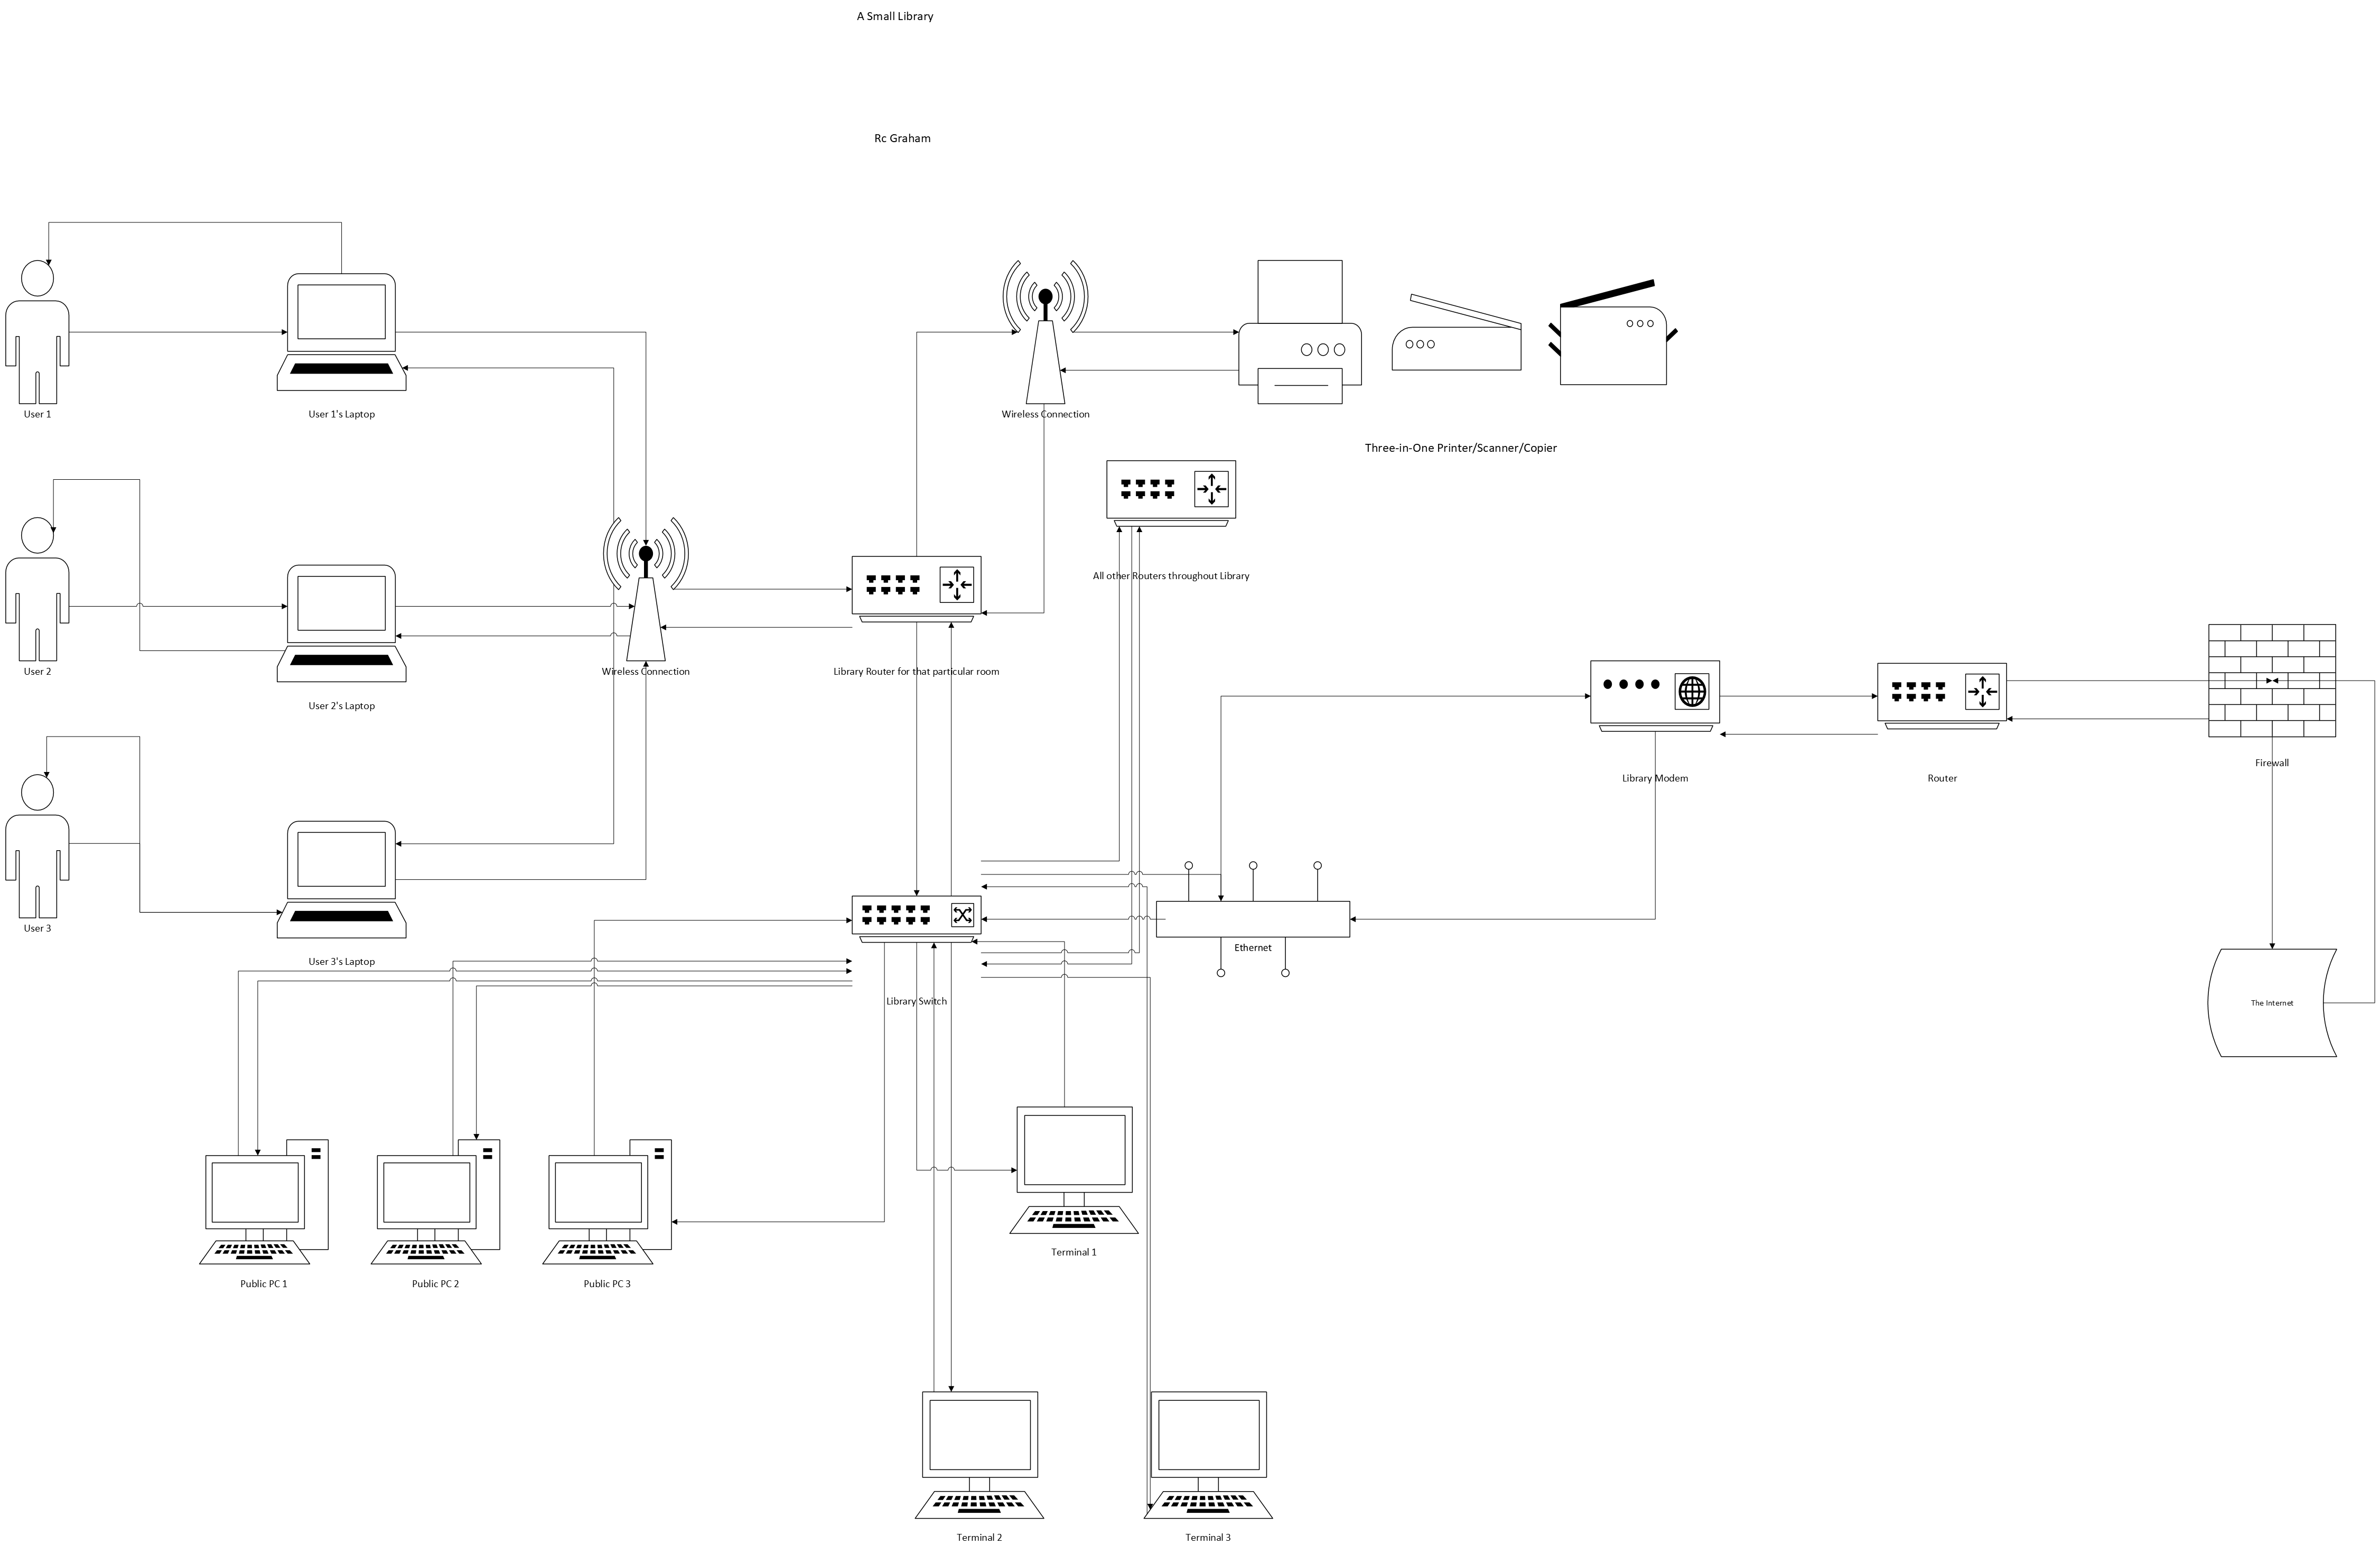 A Small Library
Rc Graham
User 1
User 1's Laptop
Wireless Connection
Three-in-One Printer/Scanner/Copier
All other Routers throughout Library
User 2
User 2's Laptop
Wireless Connection
Library Router for that particular room
Library Modem
Router
Firewall
User 3
User 3's Laptop
Ethernet
Library Switch
The Internet
Public PC 1
Public PC 2
Public PC 3
Terminal 1
Terminal 2
Terminal 3